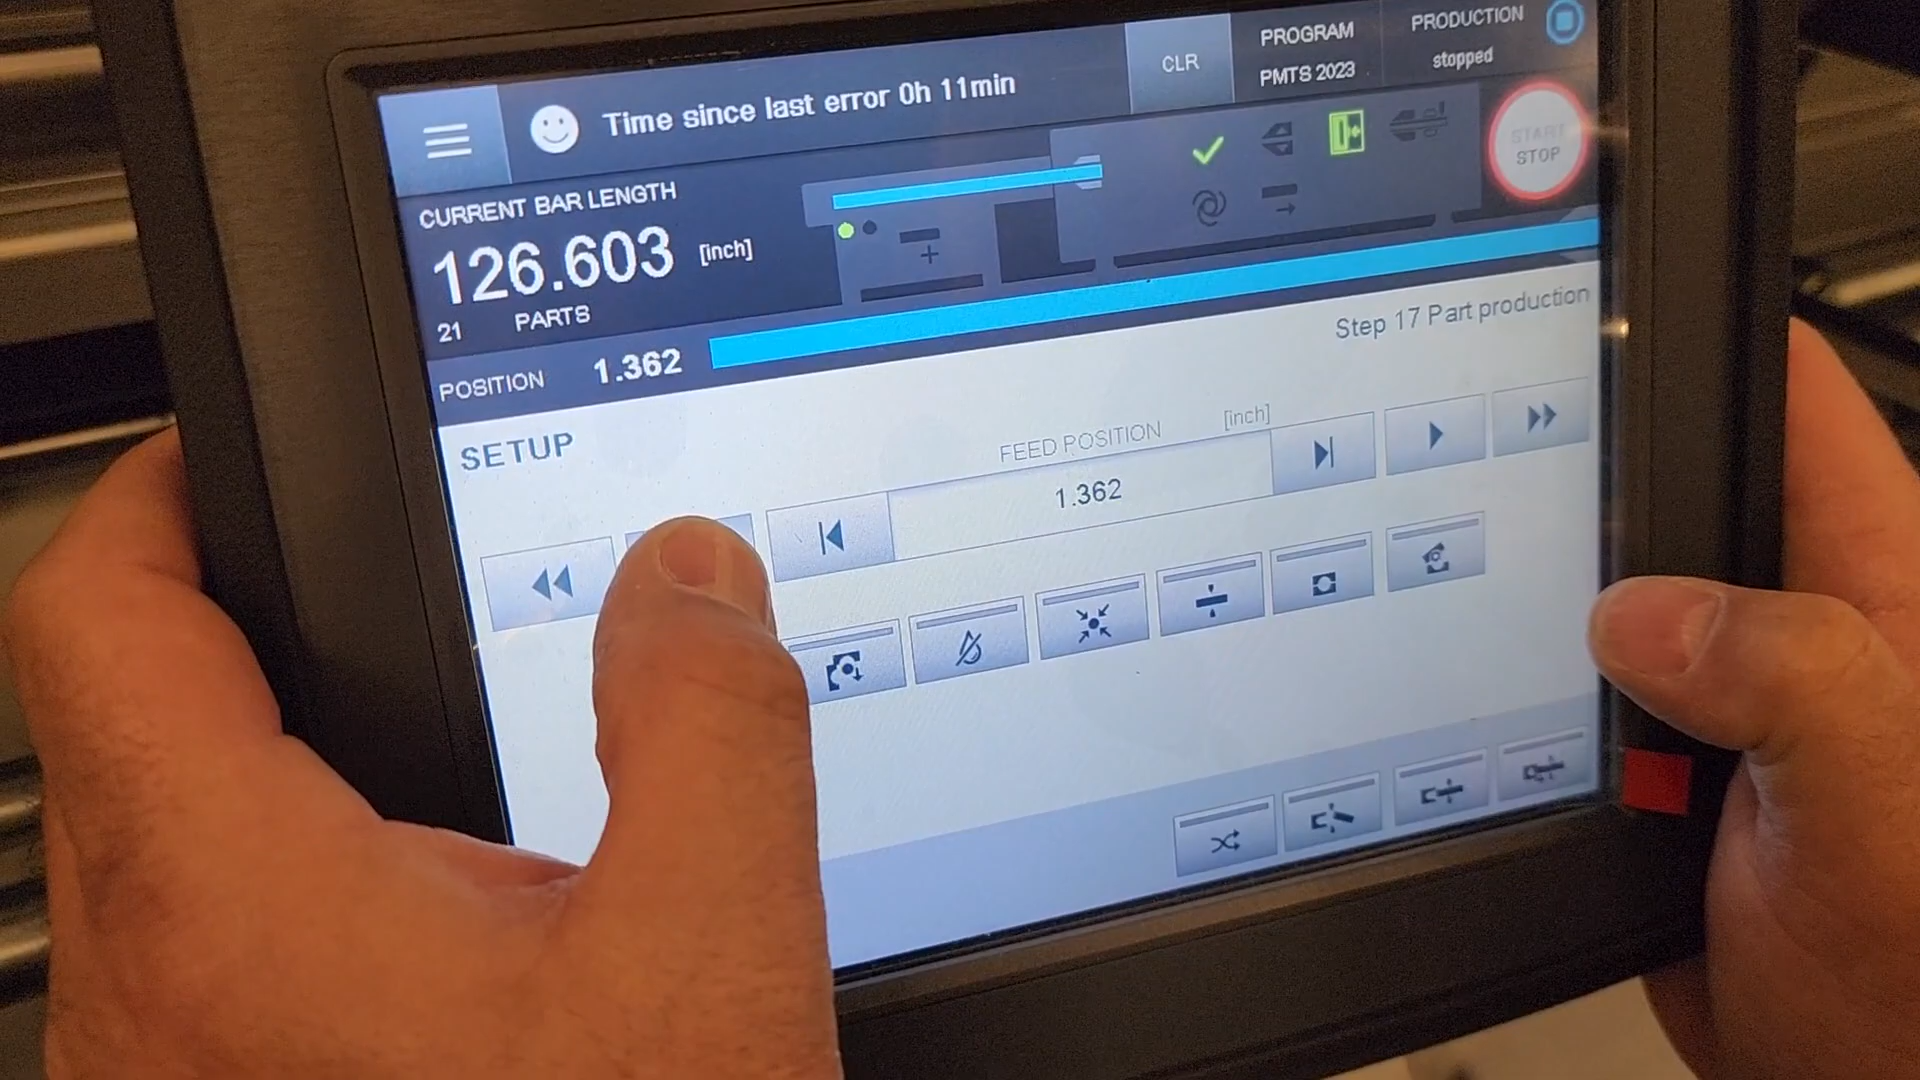 Time since last error 0h 11min
CLR
PROGRAM
PMTS 2023
PRODUCTION
stopped
START
STOP
CURRENT BAR LENGTH
126.603 [inch]
21 PARTS
POSITION 1.362
Step 17 Part production
SETUP
FEED POSITION [inch]
1.362